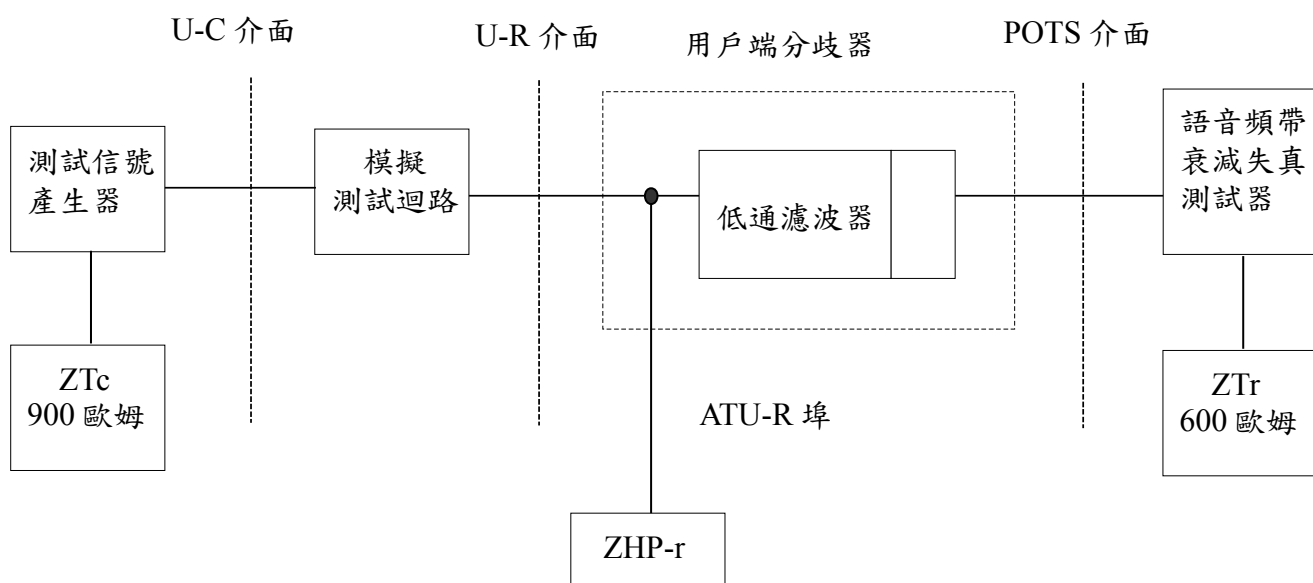 U-C 介面
U-R 介面
用戶端分歧器
POTS 介面
測試信號
產生器
模擬
測試迴路
低通濾波器
語音頻帶
衰減失真
測試器
ZTc
900 歐姆
ATU-R 埠
ZTr
600 歐姆
ZHP-r